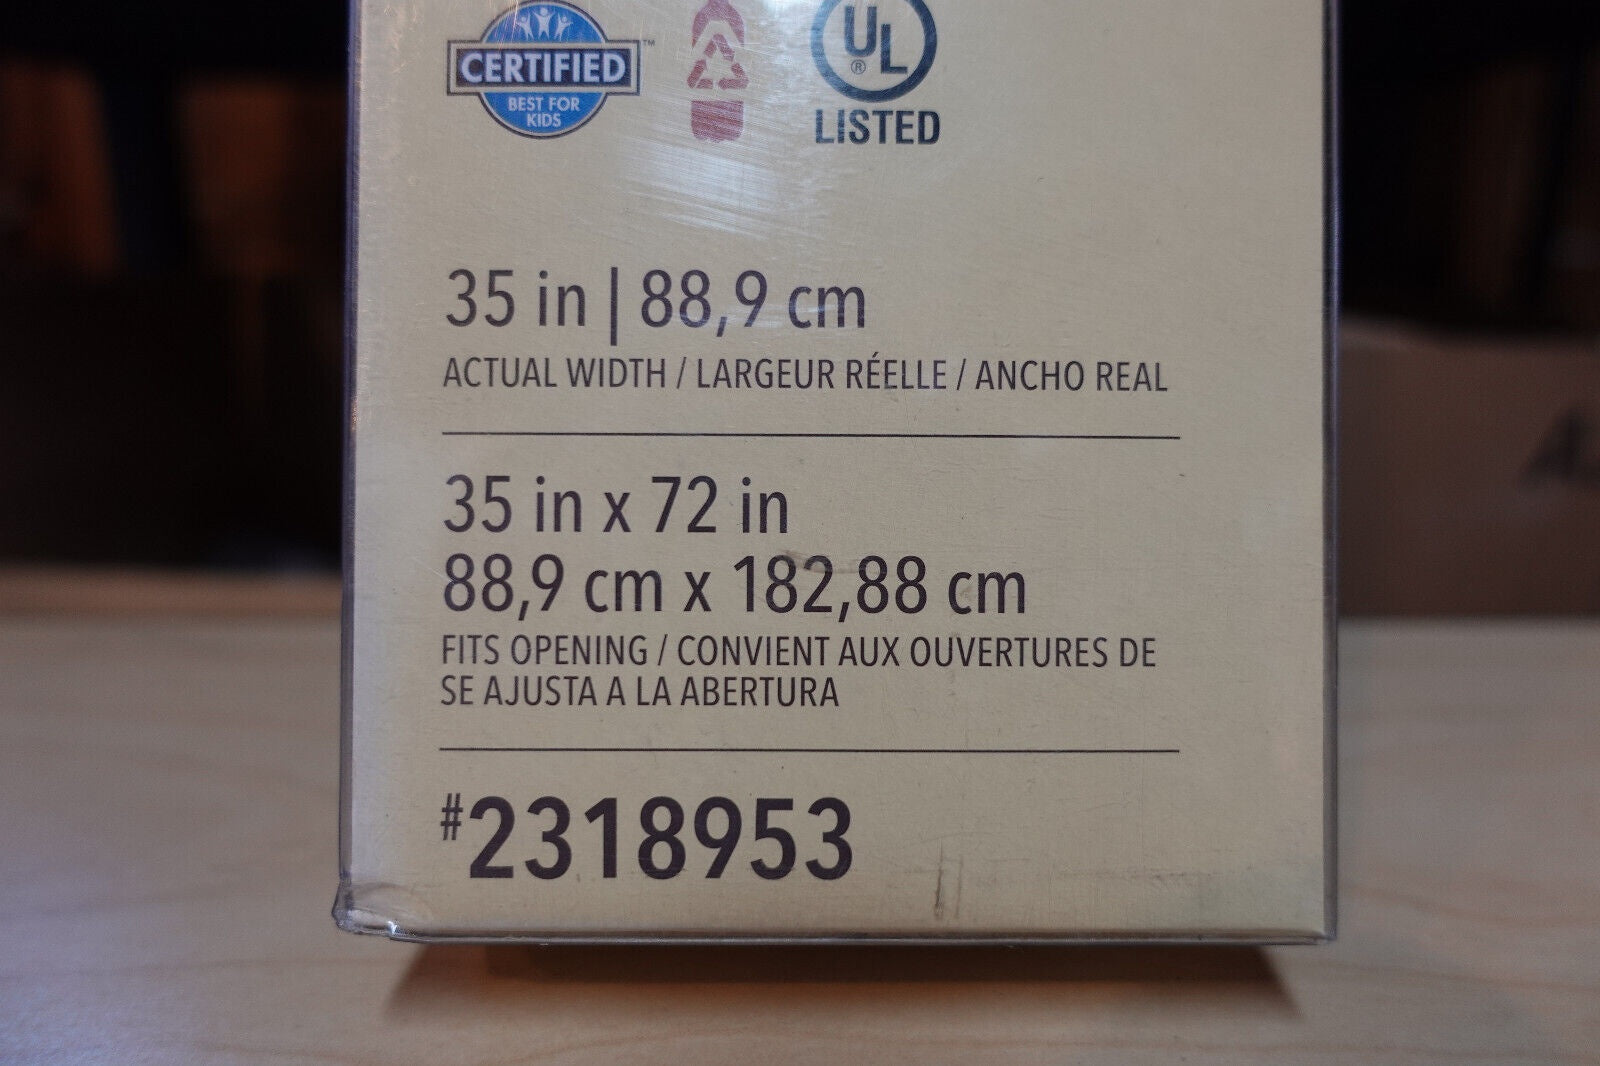 CERTIFIED™
BEST FOR
KIDS
UL
®
LISTED
35 in | 88,9 cm
ACTUAL WIDTH / LARGEUR RÉELLE / ANCHO REAL
35 in x 72 in
88,9 cm x 182,88 cm
FITS OPENING / CONVIENT AUX OUVERTURES DE
SE AJUSTA A LA ABERTURA
#2318953